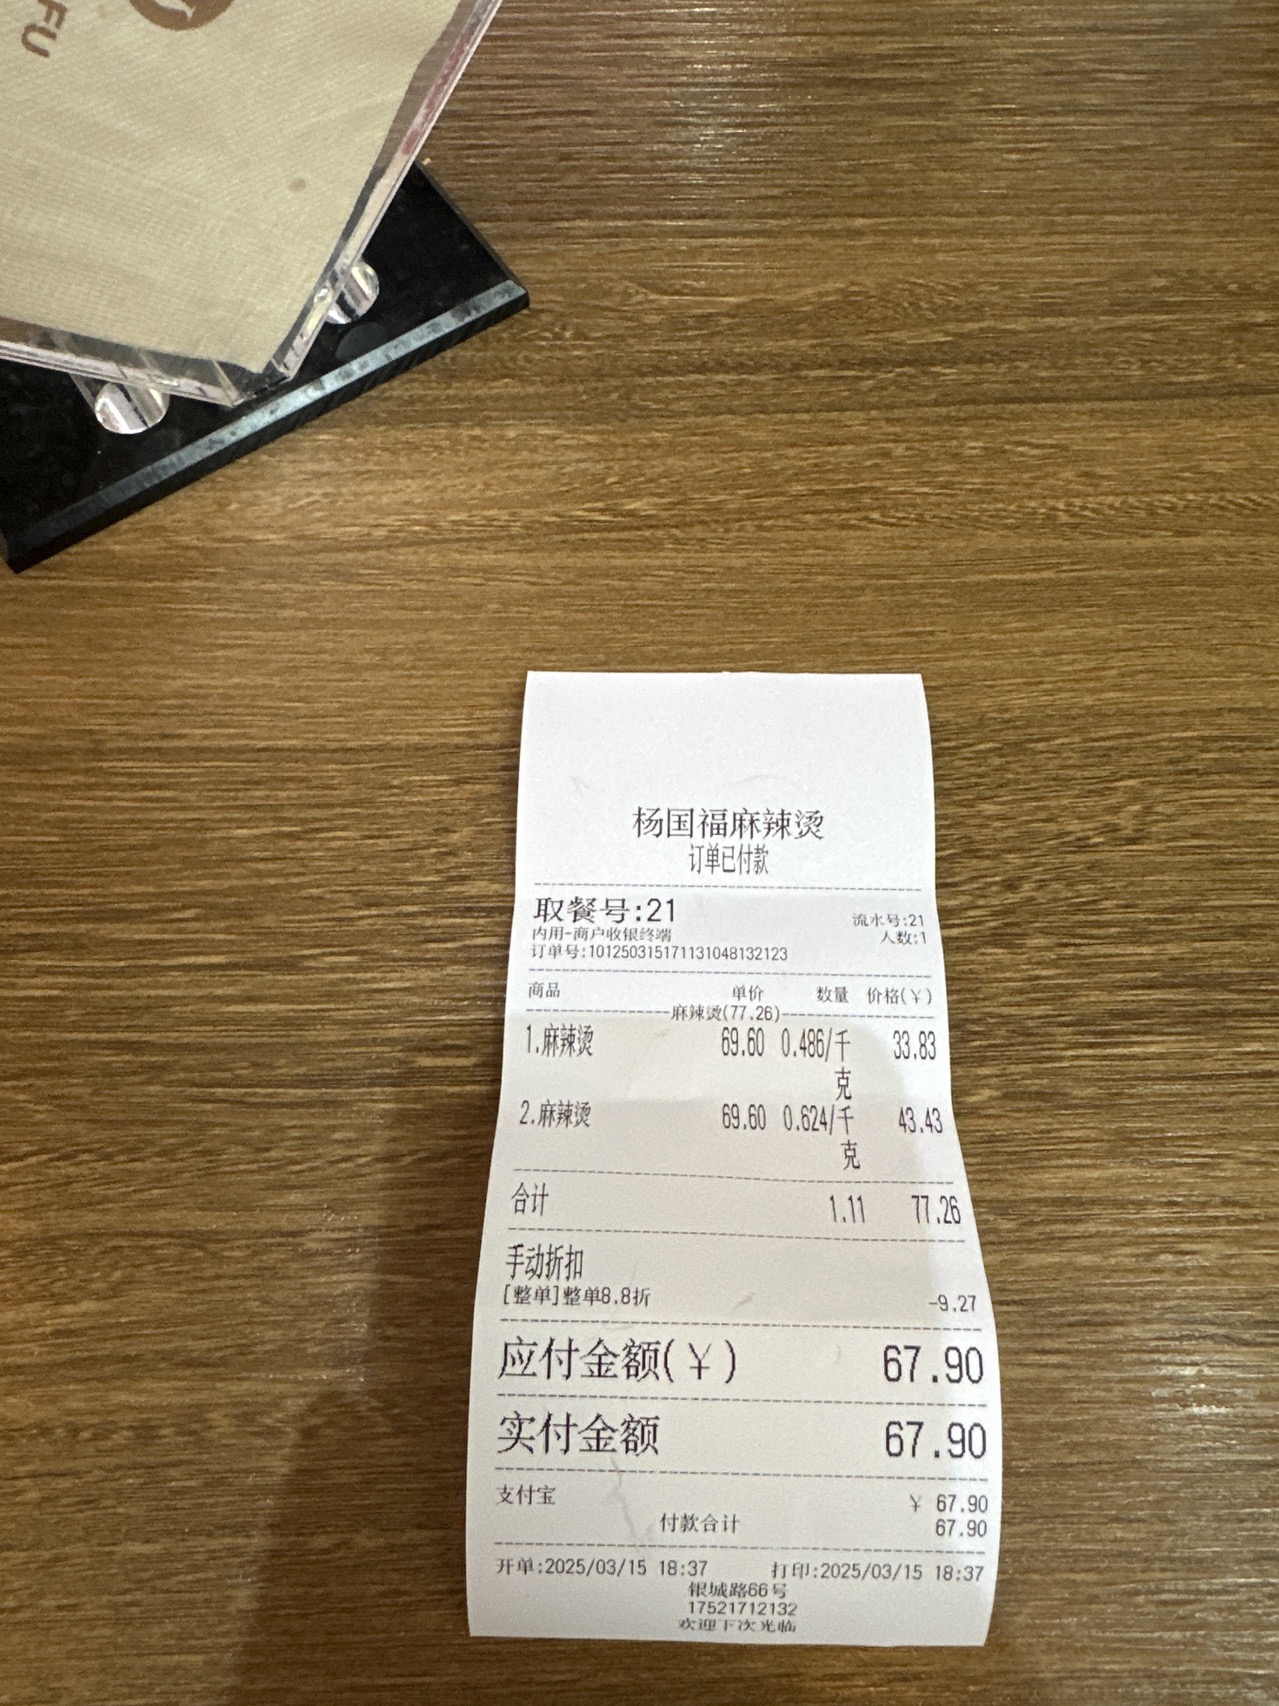 FU
杨国福麻辣烫
订单已付款
取餐号:21
流水号:21
内用-商户收银终端
人数:1
订单号:101250315171131048132123
商品 单价 数量 价格(¥)
麻辣烫(77.26)
1.麻辣烫 69.60 0.486/千克 33.83
2.麻辣烫 69.60 0.624/千克 43.43
合计 1.11 77.26
手动折扣
[整单]整单8.8折 -9.27
应付金额(¥) 67.90
实付金额 67.90
支付宝 ¥ 67.90
付款合计 67.90
开单:2025/03/15 18:37 打印:2025/03/15 18:37
银城路66号
17521712132
欢迎下次光临